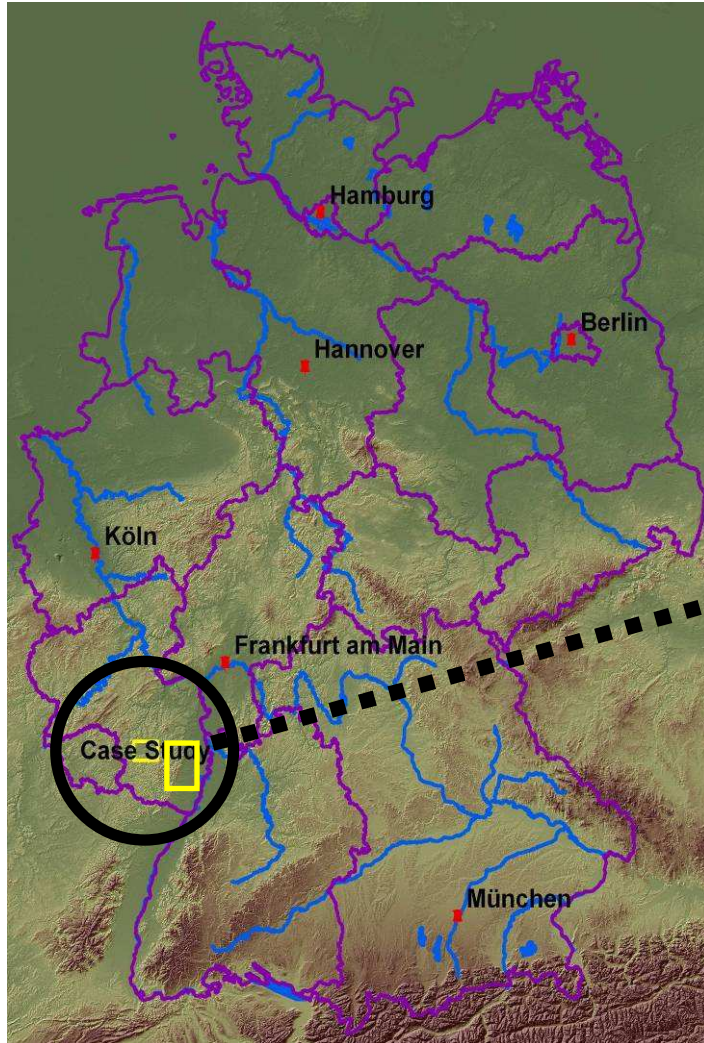 Hamburg
Berlin
Hannover
Köln
Frankfurt am Main
Case Study
München